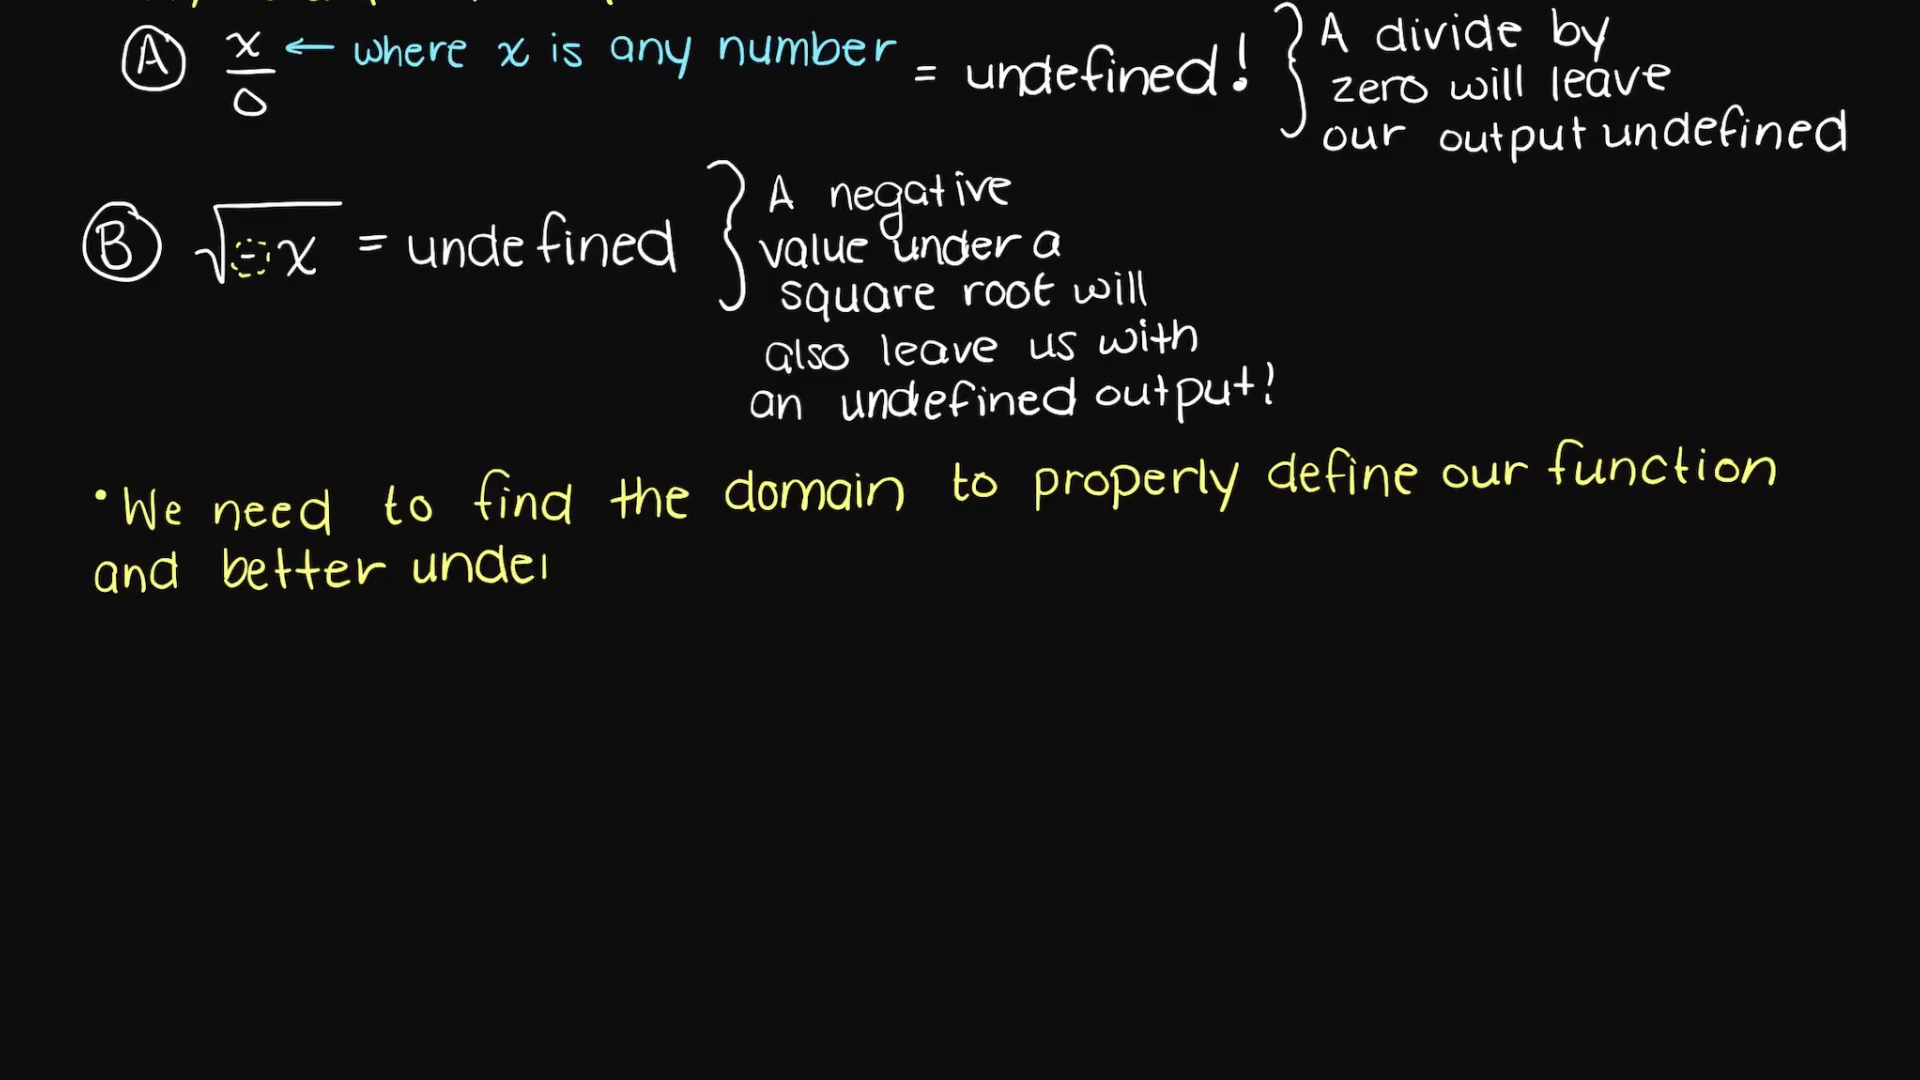 A x/0 ← where x is any number = undefined! } A divide by
zero will leave
our output undefined
B √-x = undefined } A negative
value under a
square root will
also leave us with
an undefined output!
• We need to find the domain to properly define our function
and better under